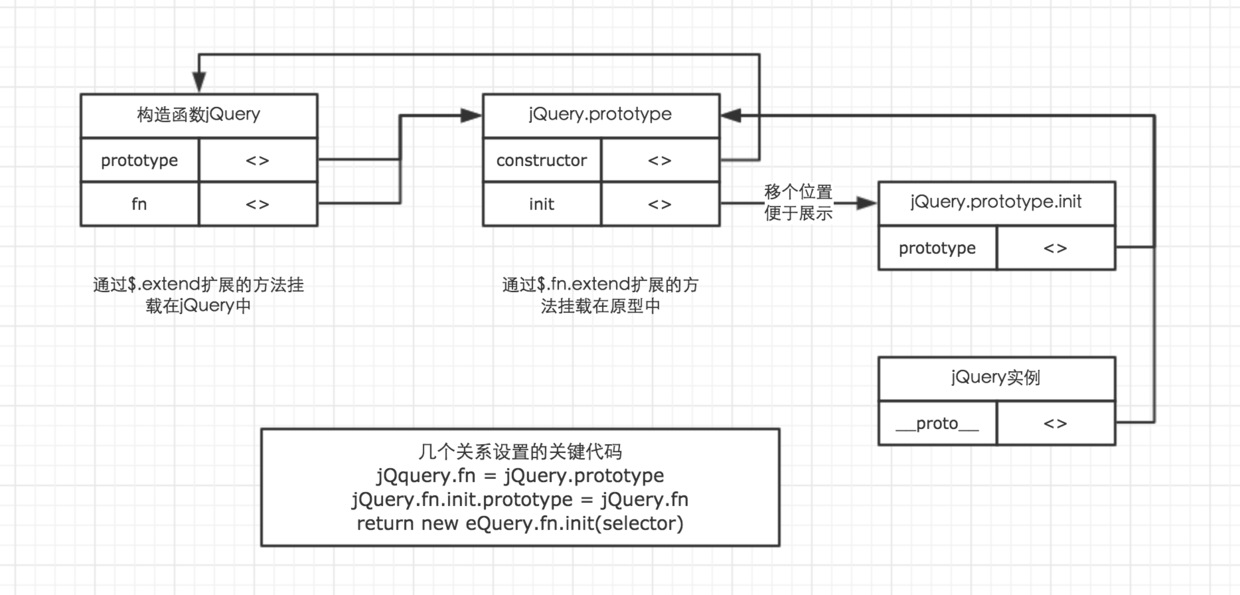 构造函数jQuery
prototype <>
fn <>
通过$.extend扩展的方法挂
载在jQuery中
jQuery.prototype
constructor <>
init <>
通过$.fn.extend扩展的方
法挂载在原型中
移个位置
便于展示
jQuery.prototype.init
prototype <>
jQuery实例
__proto__ <>
几个关系设置的关键代码
jQquery.fn = jQuery.prototype
jQuery.fn.init.prototype = jQuery.fn
return new eQuery.fn.init(selector)